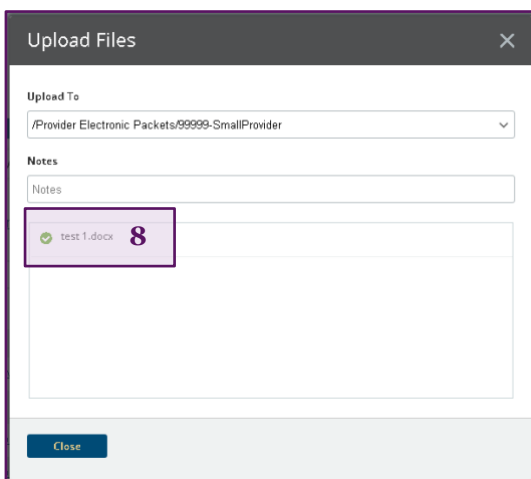 Upload Files
Upload To
/Provider Electronic Packets/99999-SmallProvider
Notes
Notes
test 1.docx 8
Close